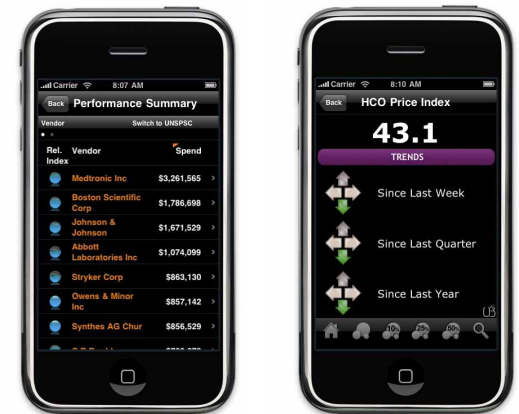 Carrier 8:07 AM
Back Performance Summary
Vendor Switch to UNSPSC
Rel. Index Vendor Spend
Medtronic Inc $3,261,565
Boston Scientific Corp $1,786,698
Johnson & Johnson $1,671,529
Abbott Laboratories Inc $1,074,099
Stryker Corp $863,130
Owens & Minor Inc $857,142
Synthes AG Chur $856,529
Carrier 8:10 AM
Back HCO Price Index
43.1
TRENDS
Since Last Week
Since Last Quarter
Since Last Year
10% 25% 50%